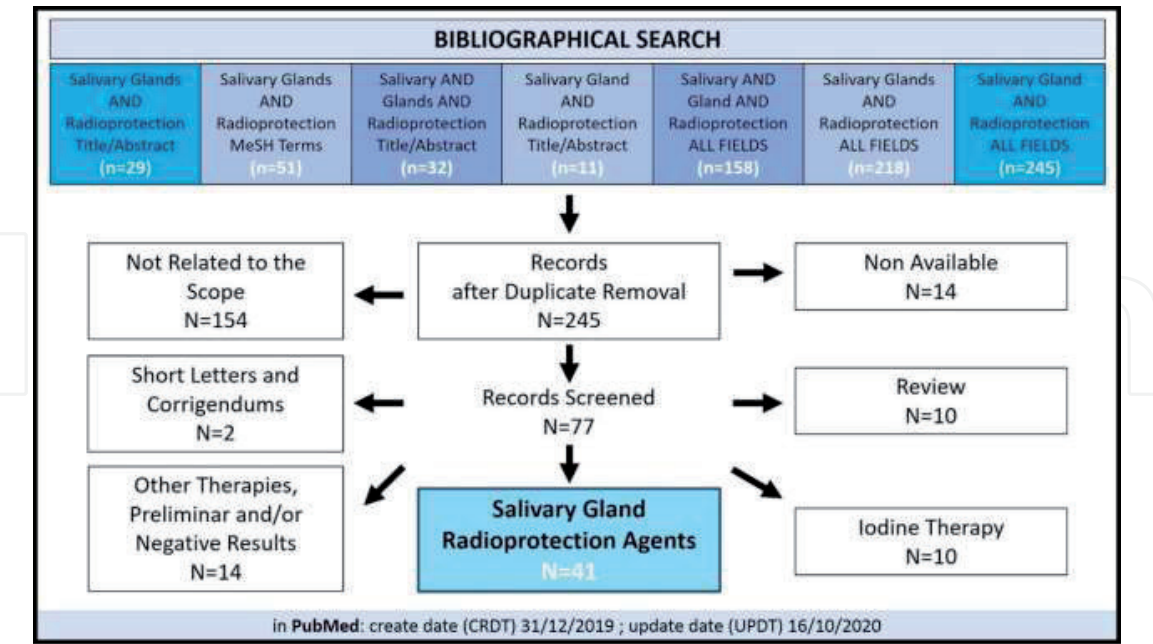 BIBLIOGRAPHICAL SEARCH
Salivary Glands
AND
Radioprotection
Title/Abstract
(n=29)
Salivary Glands
AND
Radioprotection
MeSH Terms
(n=51)
Salivary AND
Glands AND
Radioprotection
Title/Abstract
(n=32)
Salivary Gland
AND
Radioprotection
Title/Abstract
(n=11)
Salivary AND
Gland AND
Radioprotection
ALL FIELDS
(n=158)
Salivary Glands
AND
Radioprotection
ALL FIELDS
(n=218)
Salivary Gland
AND
Radioprotection
ALL FIELDS
(n=245)
Not Related to the
Scope
N=154
Records
after Duplicate Removal
N=245
Non Available
N=14
Short Letters and
Corrigendums
N=2
Records Screened
N=77
Review
N=10
Other Therapies,
Preliminar and/or
Negative Results
N=14
Salivary Gland
Radioprotection Agents
N=41
Iodine Therapy
N=10
in PubMed: create date (CRDT) 31/12/2019 ; update date (UPDT) 16/10/2020